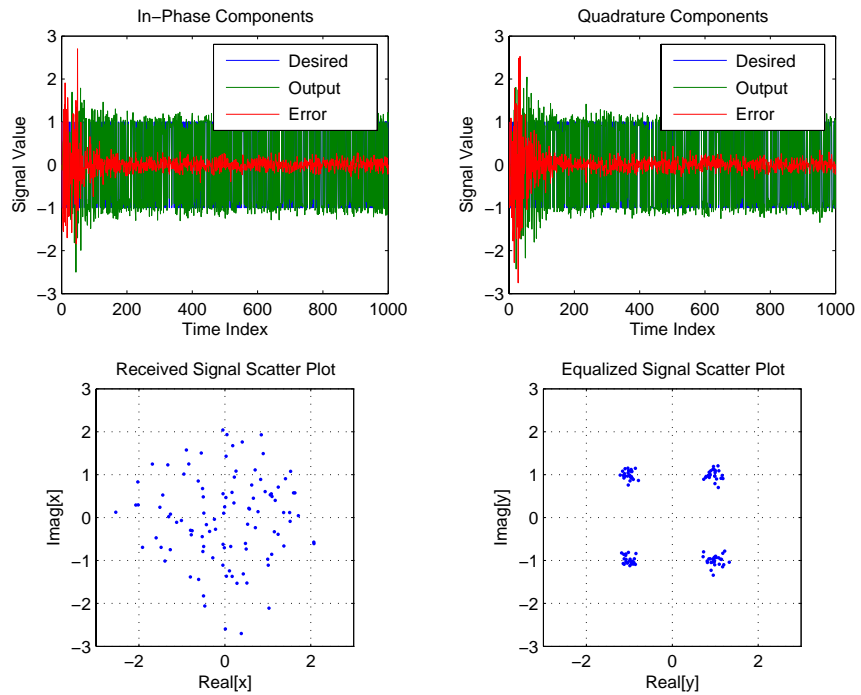 In−Phase Components
3
2
1
0
−1
−2
−3
Signal Value
0
200
400
600
800
1000
Time Index
Desired
Output
Error
Quadrature Components
3
2
1
0
−1
−2
−3
Signal Value
0
200
400
600
800
1000
Time Index
Desired
Output
Error
Received Signal Scatter Plot
3
2
1
0
−1
−2
−3
Imag[x]
−2
0
2
Real[x]
Equalized Signal Scatter Plot
3
2
1
0
−1
−2
−3
Imag[y]
−2
0
2
Real[y]